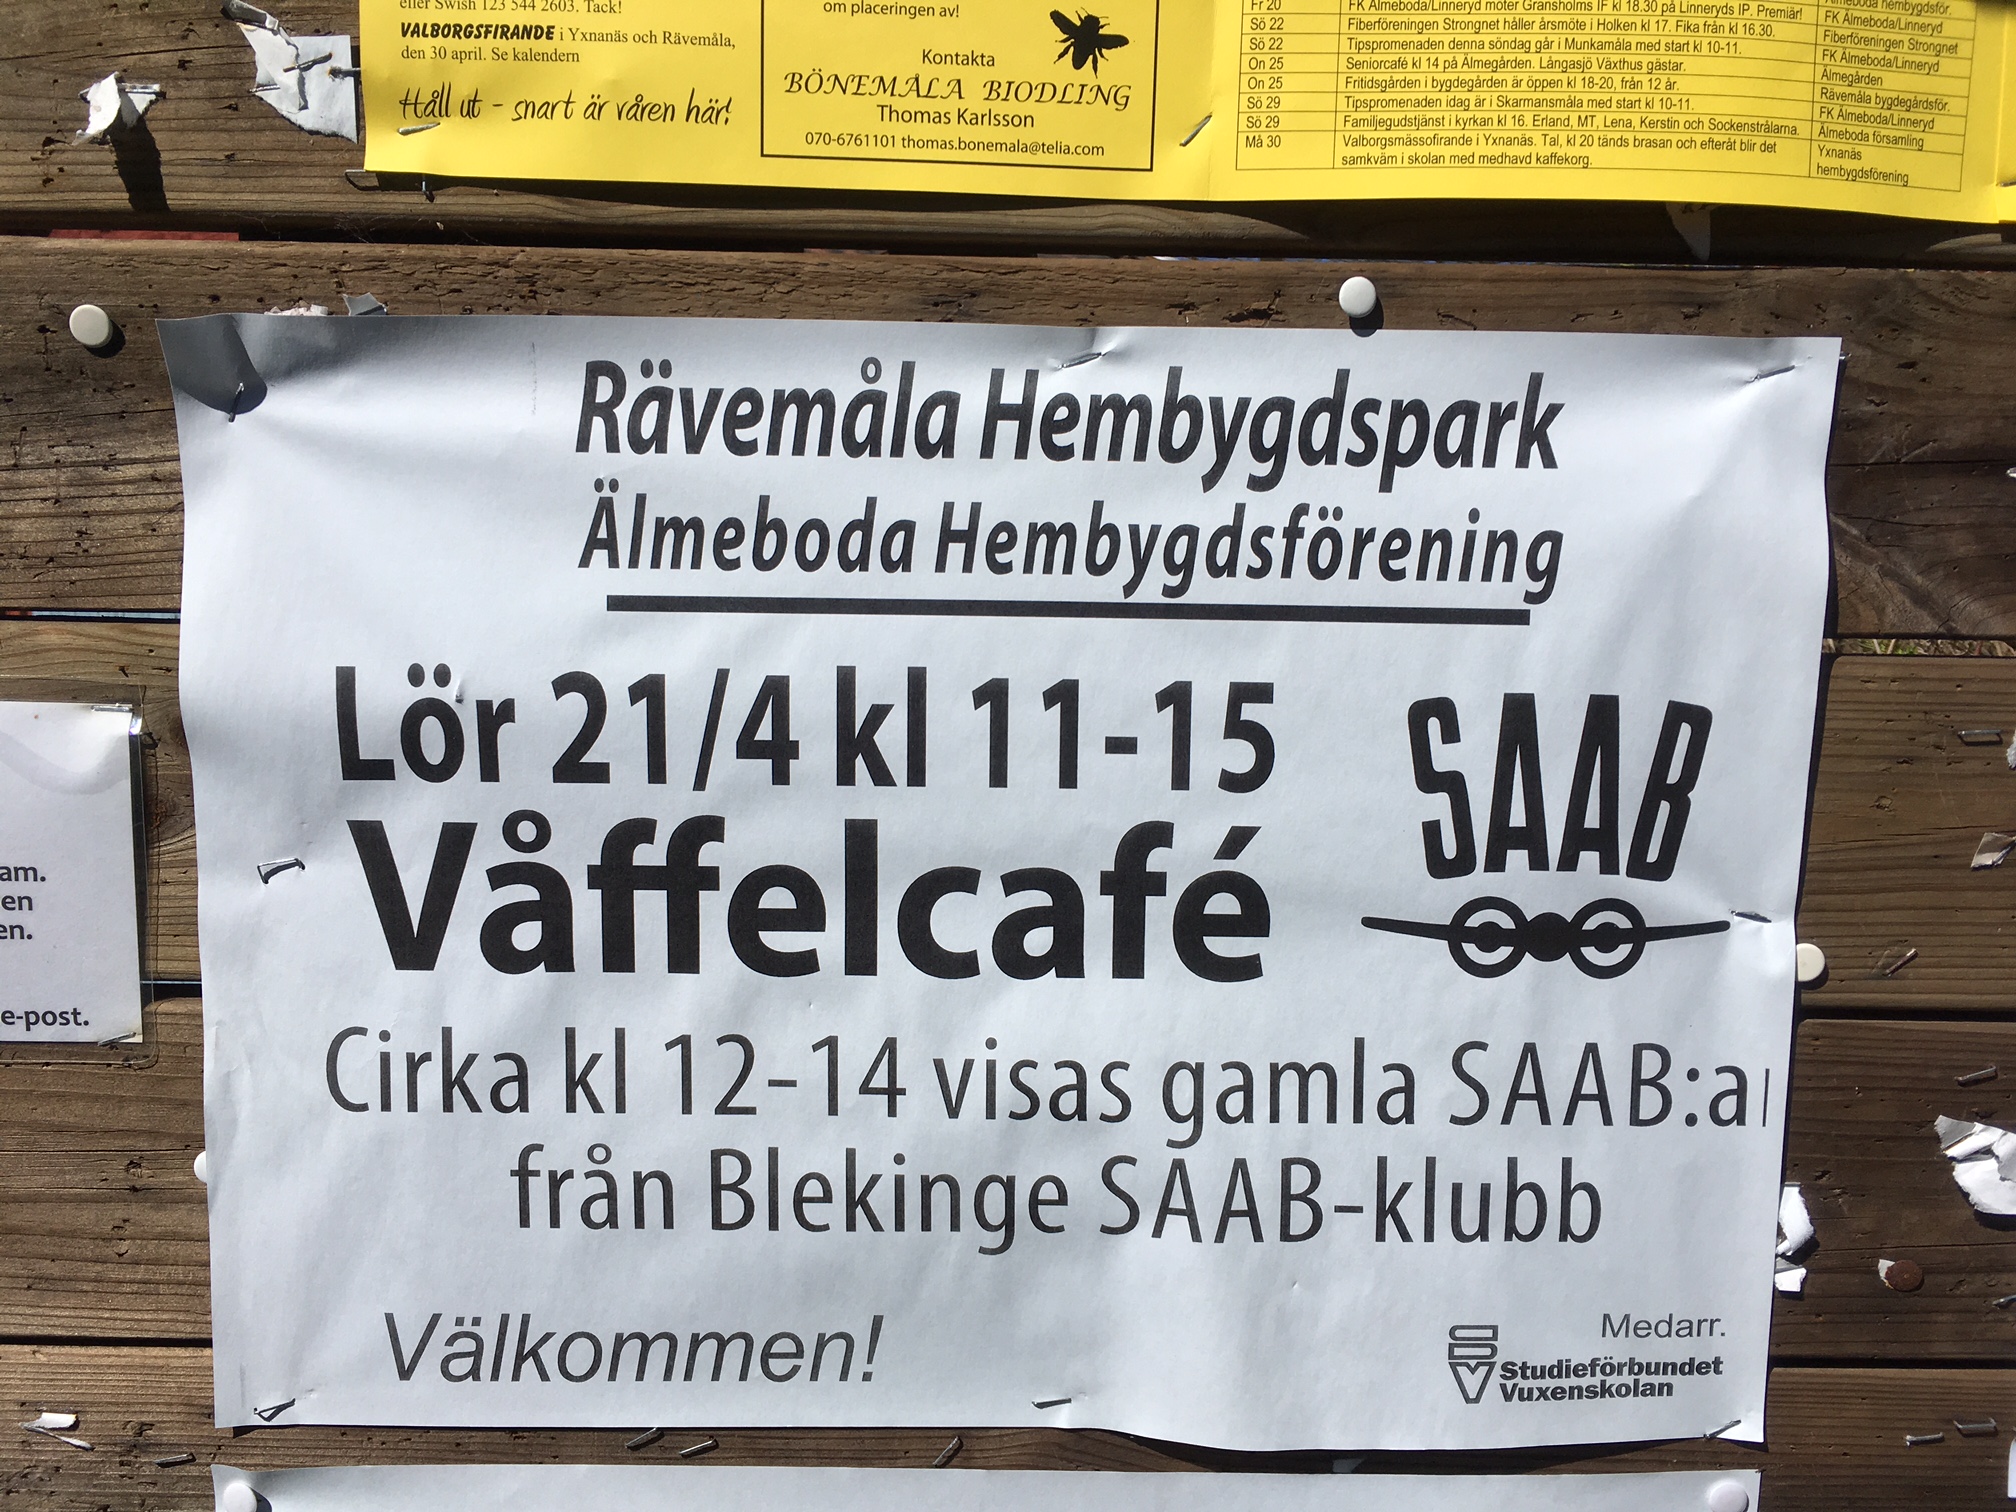 eller Swish 123 544 2603. Tack!
VALBORGSFIRANDE i Yxnanäs och Rävemåla,
den 30 april. Se kalendern
Håll ut - snart är våren här!
om placeringen av!
Kontakta
BÖNEMÅLA BIODLING
Thomas Karlsson
070-6761101 thomas.bonemala@telia.com
Fr 20 FK Älmeboda/Linneryd möter Gransholms IF kl 18.30 på Linneryds IP. Premiär! FK Älmeboda/Linneryd
Sö 22 Fiberföreningen Strongnet håller årsmöte i Holken kl 17. Fika från kl 16.30. Fiberföreningen Strongnet
Sö 22 Tipspromenaden denna söndag går i Munkamåla med start kl 10-11. FK Älmeboda/Linneryd
On 25 Seniorcafé kl 14 på Älmegården. Långasjö Växthus gästar. Älmegården
On 25 Fritidsgården i bygdegården är öppen kl 18-20, från 12 år. Rävemåla bygdegårdsför.
Sö 29 Tipspromenaden idag är i Skarmansmåla med start kl 10-11. FK Älmeboda/Linneryd
Sö 29 Familjegudstjänst i kyrkan kl 16. Erland, MT, Lena, Kerstin och Sockenstrålarna. Älmeboda församling
Må 30 Valborgsmässofirande i Yxnanäs. Tal, kl 20 tänds brasan och efteråt blir det Yxnanäs
samkväm i skolan med medhavd kaffekorg. hembygdsförening
Rävemåla Hembygdspark
Älmeboda Hembygdsförening
Lör 21/4 kl 11-15
Våffelcafé
SAAB
Cirka kl 12-14 visas gamla SAAB:a
från Blekinge SAAB-klubb
Välkommen!
Medarr.
Studieförbundet
Vuxenskolan
am.
en
en.
e-post.